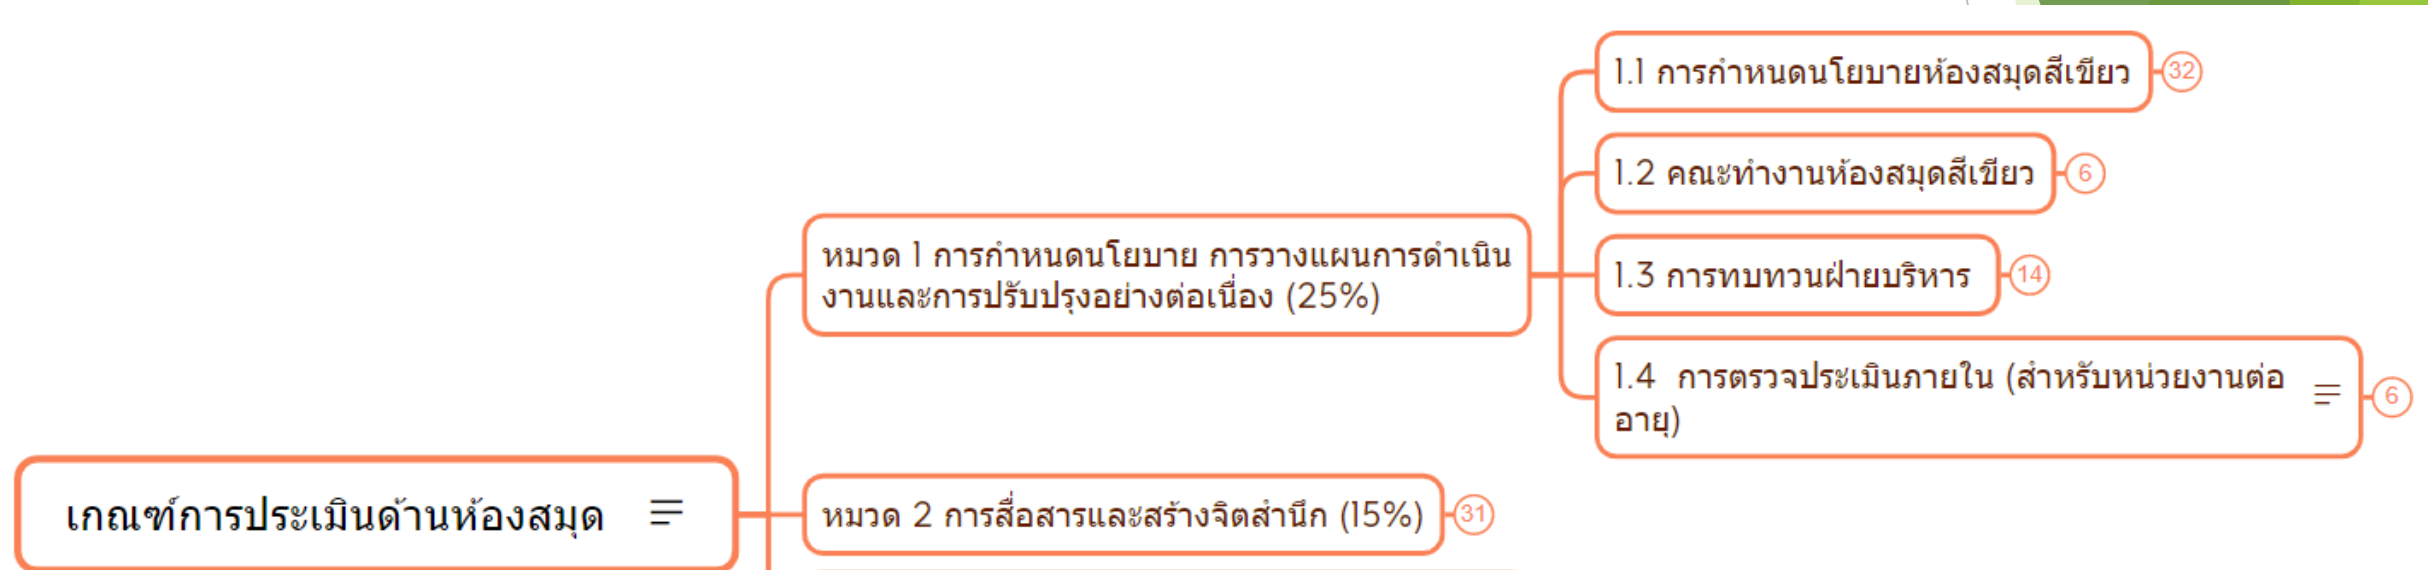 1.1 การกำหนดนโยบายห้องสมุดสีเขียว 32
1.2 คณะทำงานห้องสมุดสีเขียว 6
หมวด 1 การกำหนดนโยบาย การวางแผนการดำเนิน
งานและการปรับปรุงอย่างต่อเนื่อง (25%)
1.3 การทบทวนฝ่ายบริหาร 14
1.4 การตรวจประเมินภายใน (สำหรับหน่วยงานต่อ
อายุ) 6
เกณฑ์การประเมินด้านห้องสมุด
หมวด 2 การสื่อสารและสร้างจิตสำนึก (15%) 31